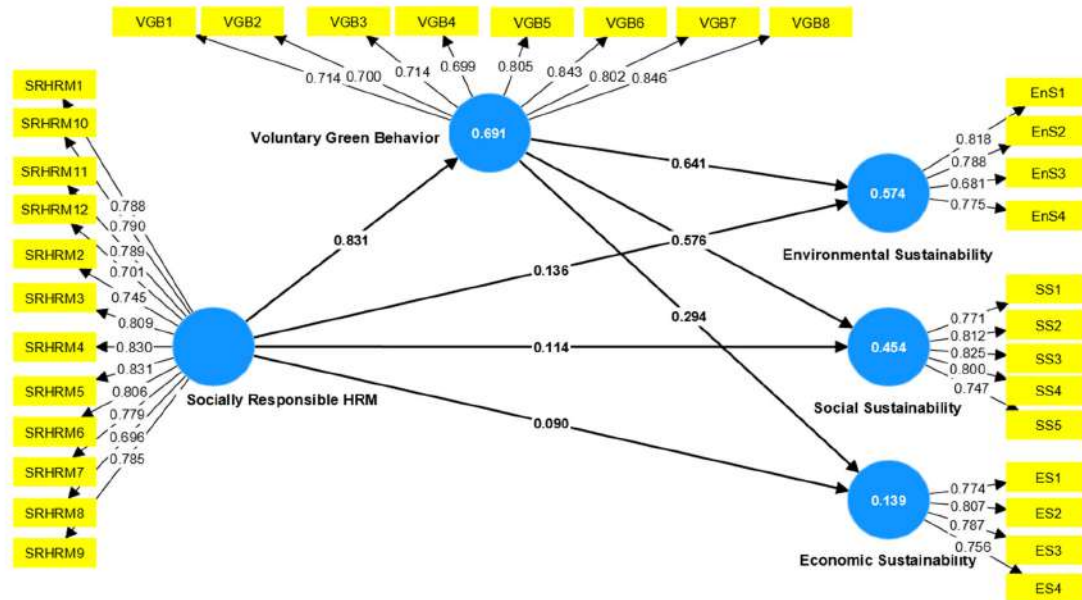 VGB1
VGB2
VGB3
VGB4
VGB5
VGB6
VGB7
VGB8
0.714
0.700
0.714
0.699
0.805
0.843
0.802
0.846
Voluntary Green Behavior
0.691
SRHRM1
SRHRM10
SRHRM11
SRHRM12
SRHRM2
SRHRM3
SRHRM4
SRHRM5
SRHRM6
SRHRM7
SRHRM8
SRHRM9
0.788
0.790
0.789
0.701
0.745
0.809
0.830
0.831
0.806
0.779
0.696
0.785
Socially Responsible HRM
0.831
0.641
0.136
0.576
0.294
0.114
0.090
0.574
Environmental Sustainability
0.818
0.788
0.681
0.775
EnS1
EnS2
EnS3
EnS4
0.454
Social Sustainability
0.771
0.812
0.825
0.800
0.747
SS1
SS2
SS3
SS4
SS5
0.139
Economic Sustainability
0.774
0.807
0.787
0.756
ES1
ES2
ES3
ES4